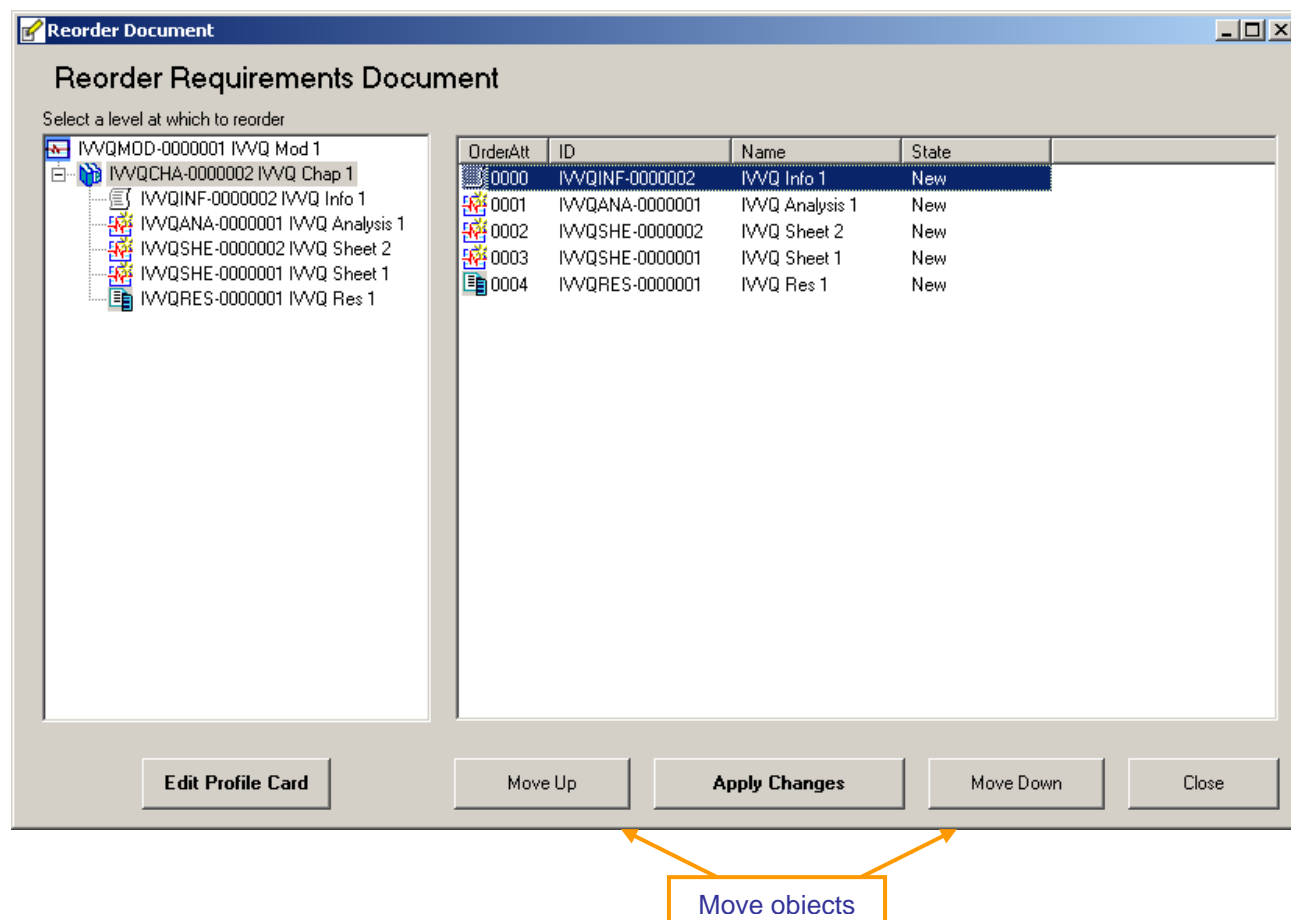 Reorder Document
Reorder Requirements Document
Select a level at which to reorder
IVVQMOD-0000001 IVVQ Mod 1
IVVQCHA-0000002 IVVQ Chap 1
IVVQINF-0000002 IVVQ Info 1
IVVQANA-0000001 IVVQ Analysis 1
IVVQSHE-0000002 IVVQ Sheet 2
IVVQSHE-0000001 IVVQ Sheet 1
IVVQRES-0000001 IVVQ Res 1
OrderAtt ID Name State
0000 IVVQINF-0000002 IVVQ Info 1 New
0001 IVVQANA-0000001 IVVQ Analysis 1 New
0002 IVVQSHE-0000002 IVVQ Sheet 2 New
0003 IVVQSHE-0000001 IVVQ Sheet 1 New
0004 IVVQRES-0000001 IVVQ Res 1 New
Edit Profile Card Move Up Apply Changes Move Down Close
Move objects